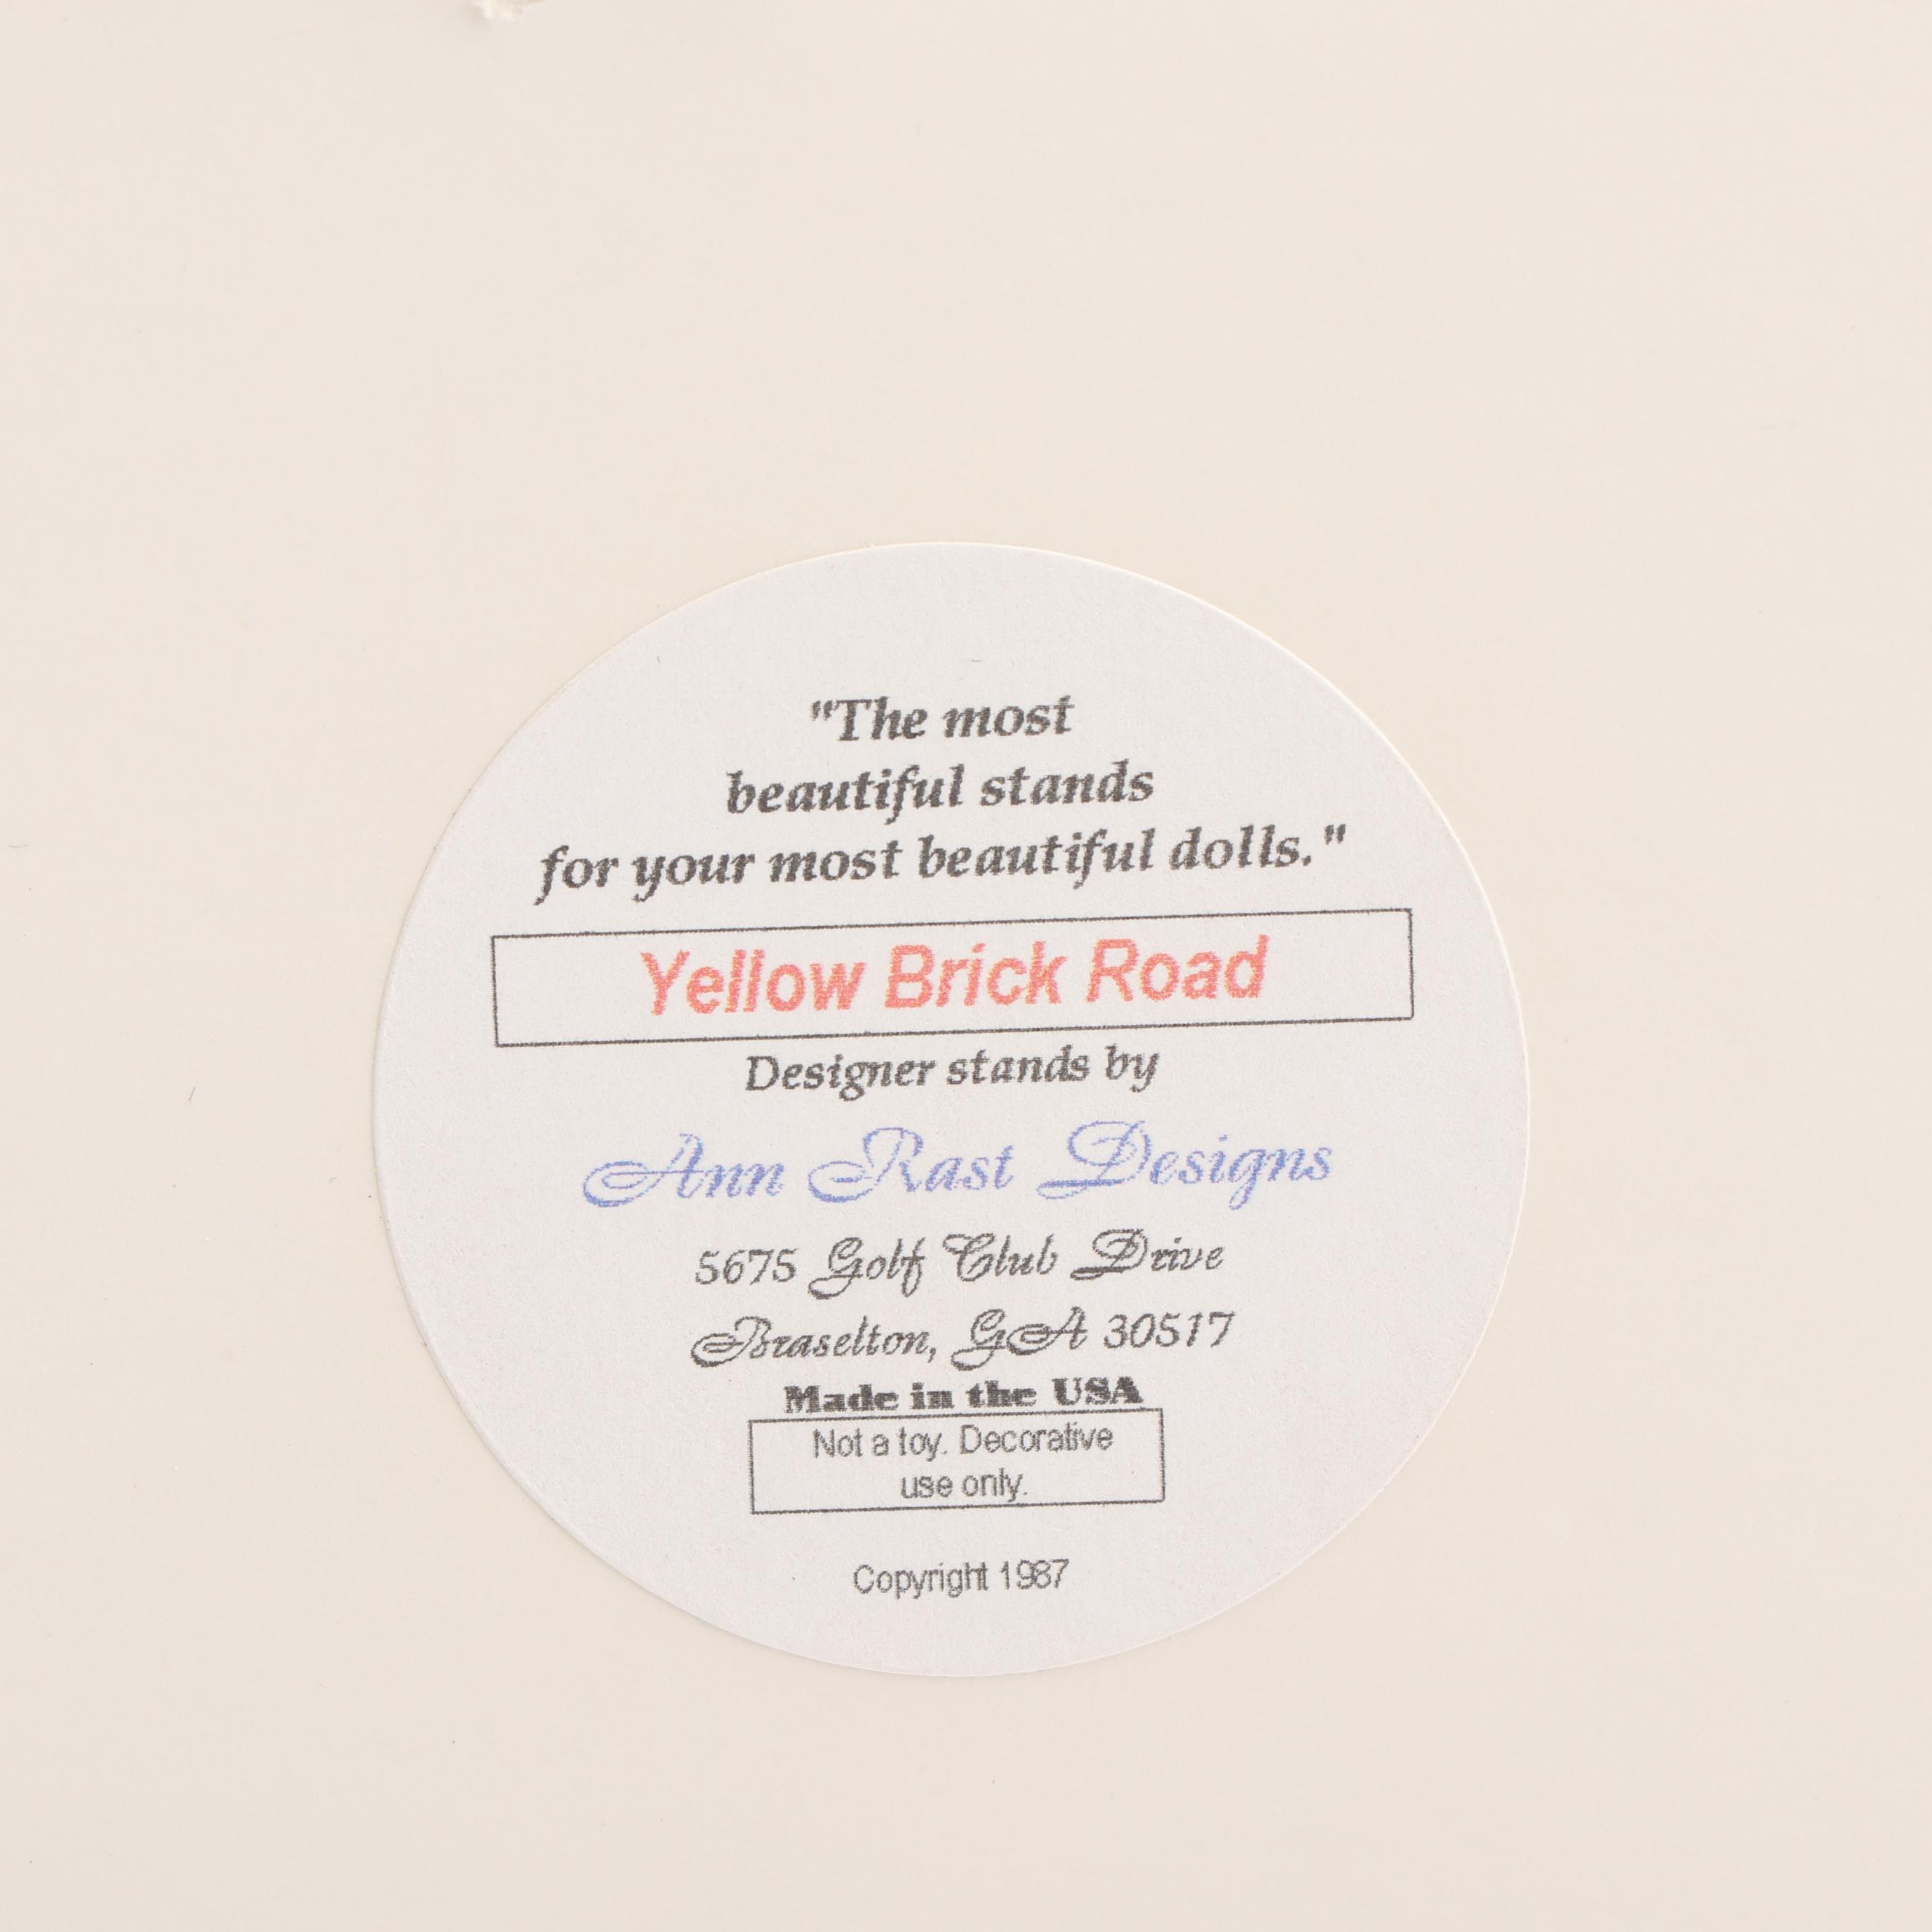 "The most
beautiful stands
for your most beautiful dolls."
Yellow Brick Road
Designer stands by
Ann Rast Designs
5675 Golf Club Drive
Braselton, GA 30517
Made in the USA
Not a toy. Decorative
use only.
Copyright 1987